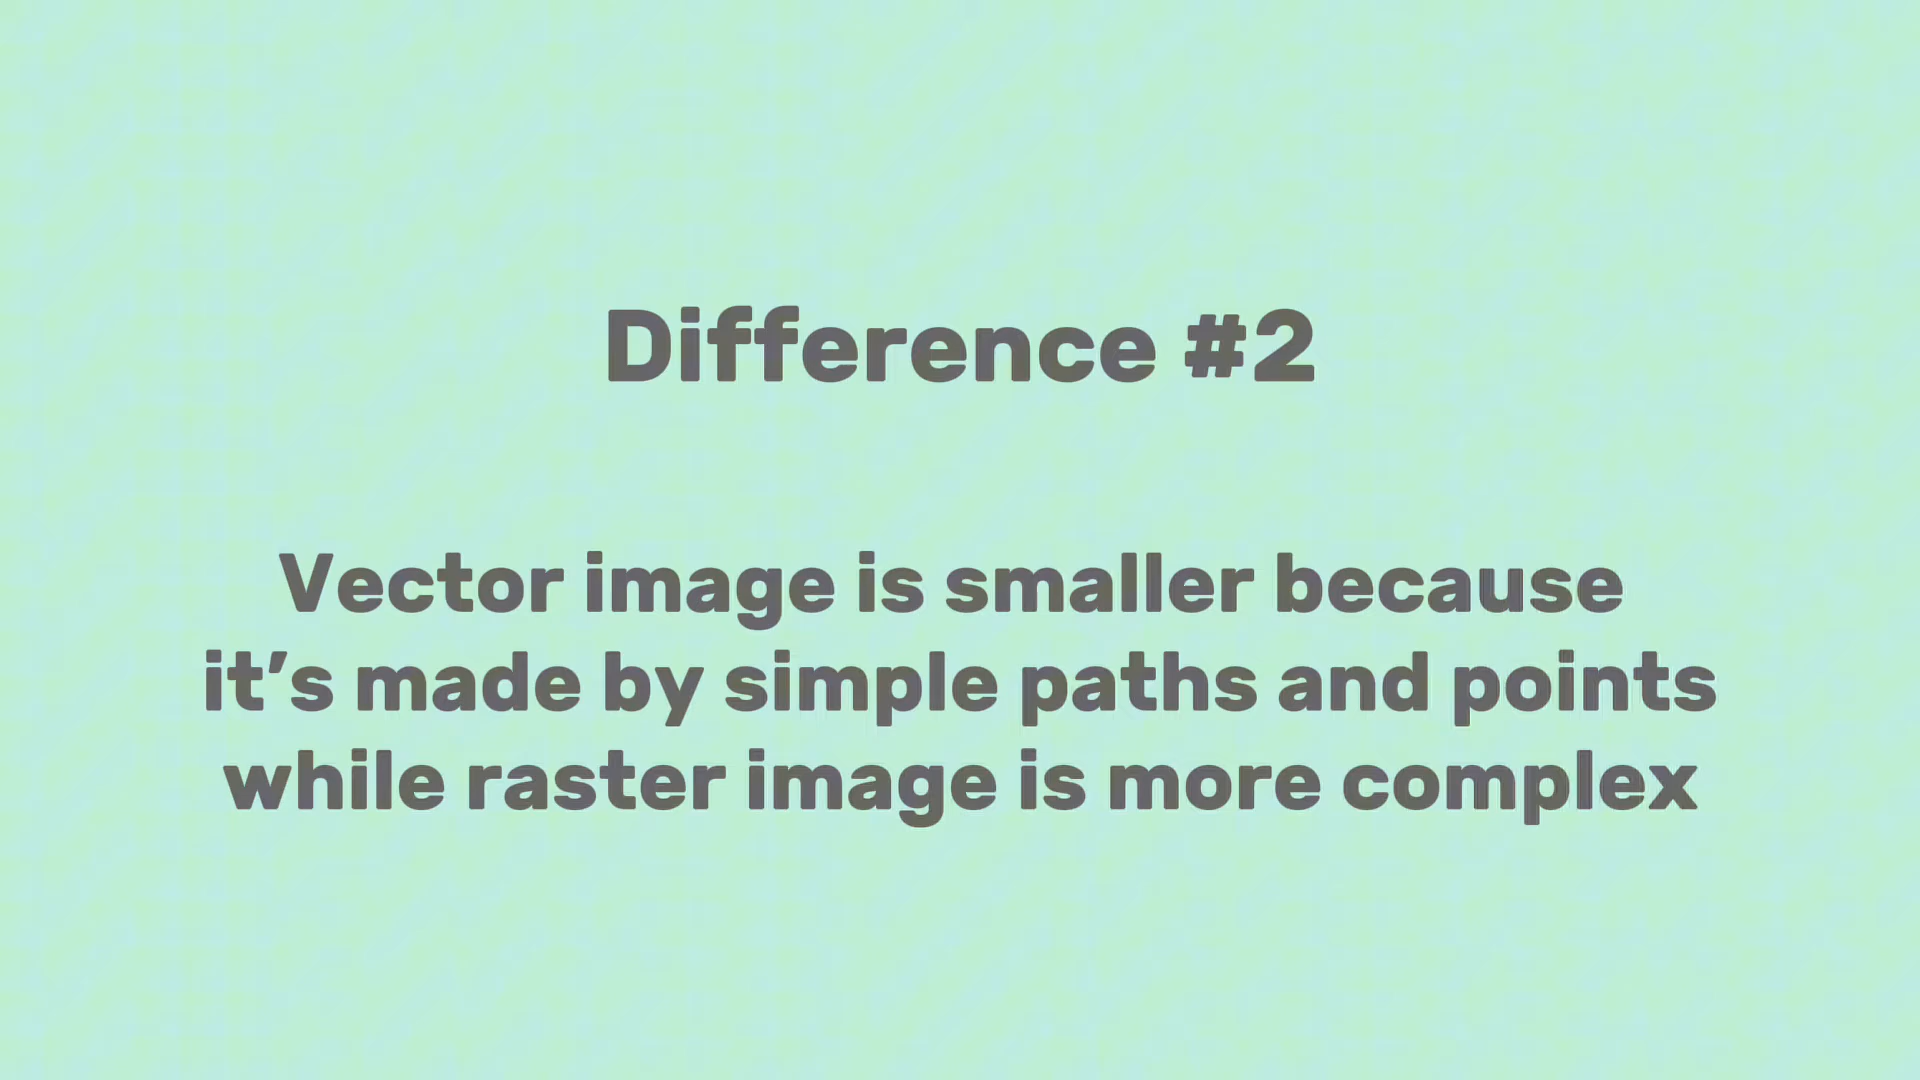 Difference #2
Vector image is smaller because
it’s made by simple paths and points
while raster image is more complex